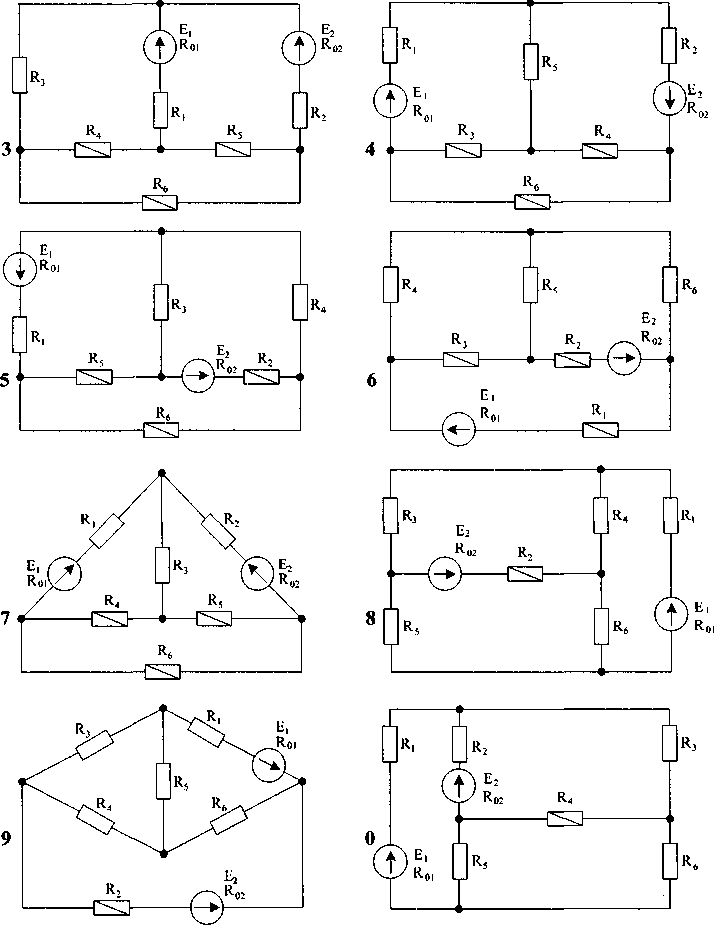 E₁ R₀₁ E₂ R₀₂
R₃ R₁ R₂
R₄ R₅
3
R₆
R₁ R₅ R₂
E₁ R₀₁ E₂ R₀₂
R₃ R₄
4
R₆
E₁ R₀₁
R₁ R₃ R₄
R₅ E₂ R₀₂ R₂
5
R₆
R₄ R₅ R₆
R₃ R₂ E₂ R₀₂
6
E₁ R₀₁ R₁
R₁ R₂
E₁ R₀₁ R₃ E₂ R₀₂
R₄ R₅
7
R₆
R₃ R₄ R₁
E₂ R₀₂ R₂
8
R₅ R₆ E₁ R₀₁
R₃ R₁ E₁ R₀₁
R₅
R₄ R₆
9
R₂ E₂ R₀₂
R₁ R₂ R₃
E₂ R₀₂ R₄
0
E₁ R₀₁ R₅ R₆